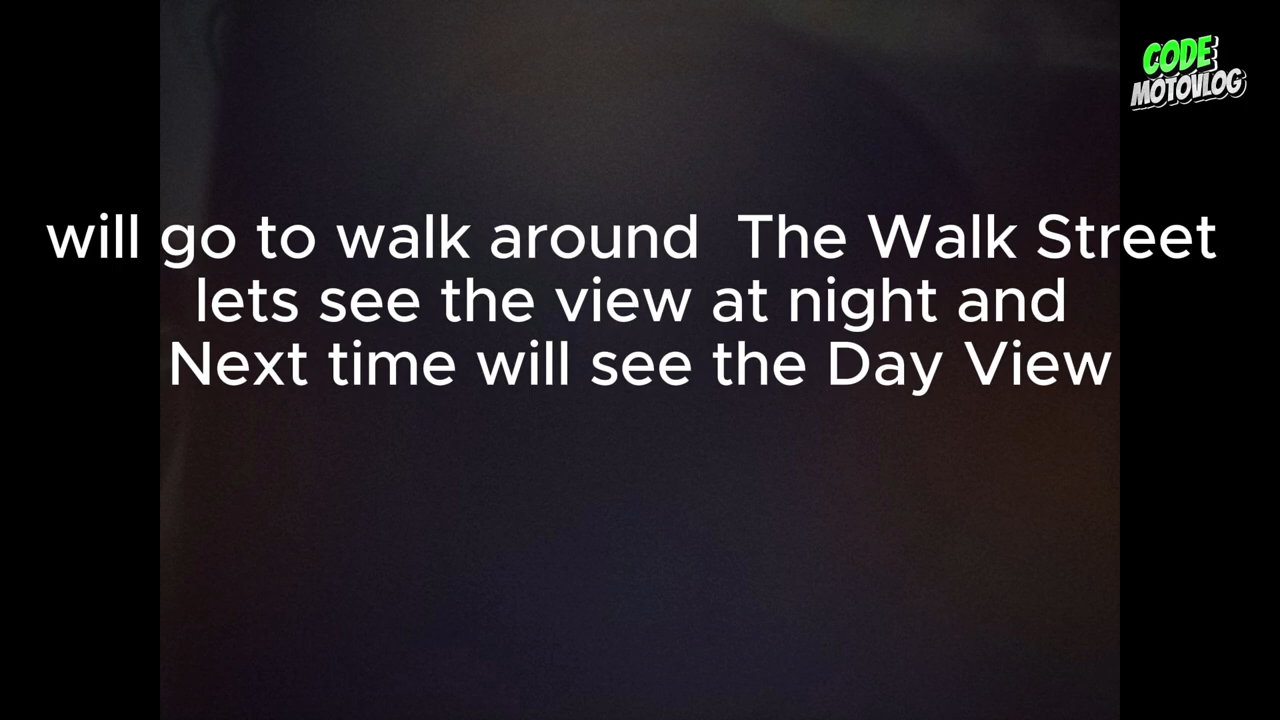 CODE
MOTOVLOG
will go to walk around  The Walk Street
lets see the view at night and
Next time will see the Day View